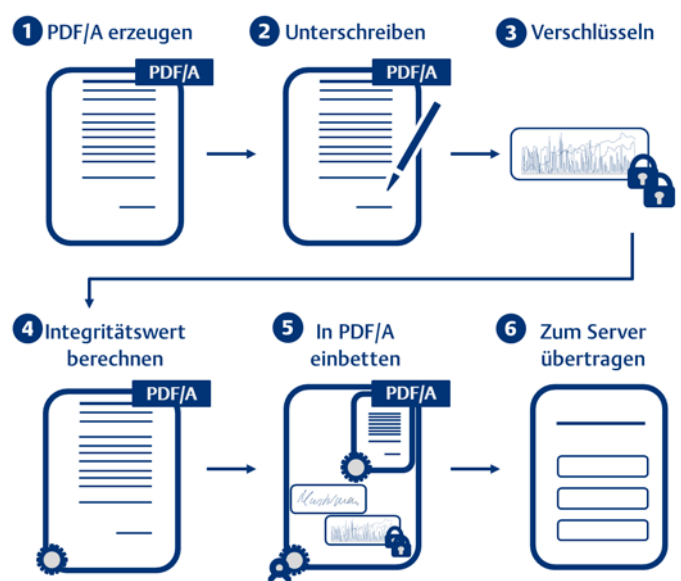 1 PDF/A erzeugen
2 Unterschreiben
3 Verschlüsseln
PDF/A
PDF/A
4 Integritätswert
berechnen
5 In PDF/A
einbetten
6 Zum Server
übertragen
PDF/A
PDF/A
Mustermann